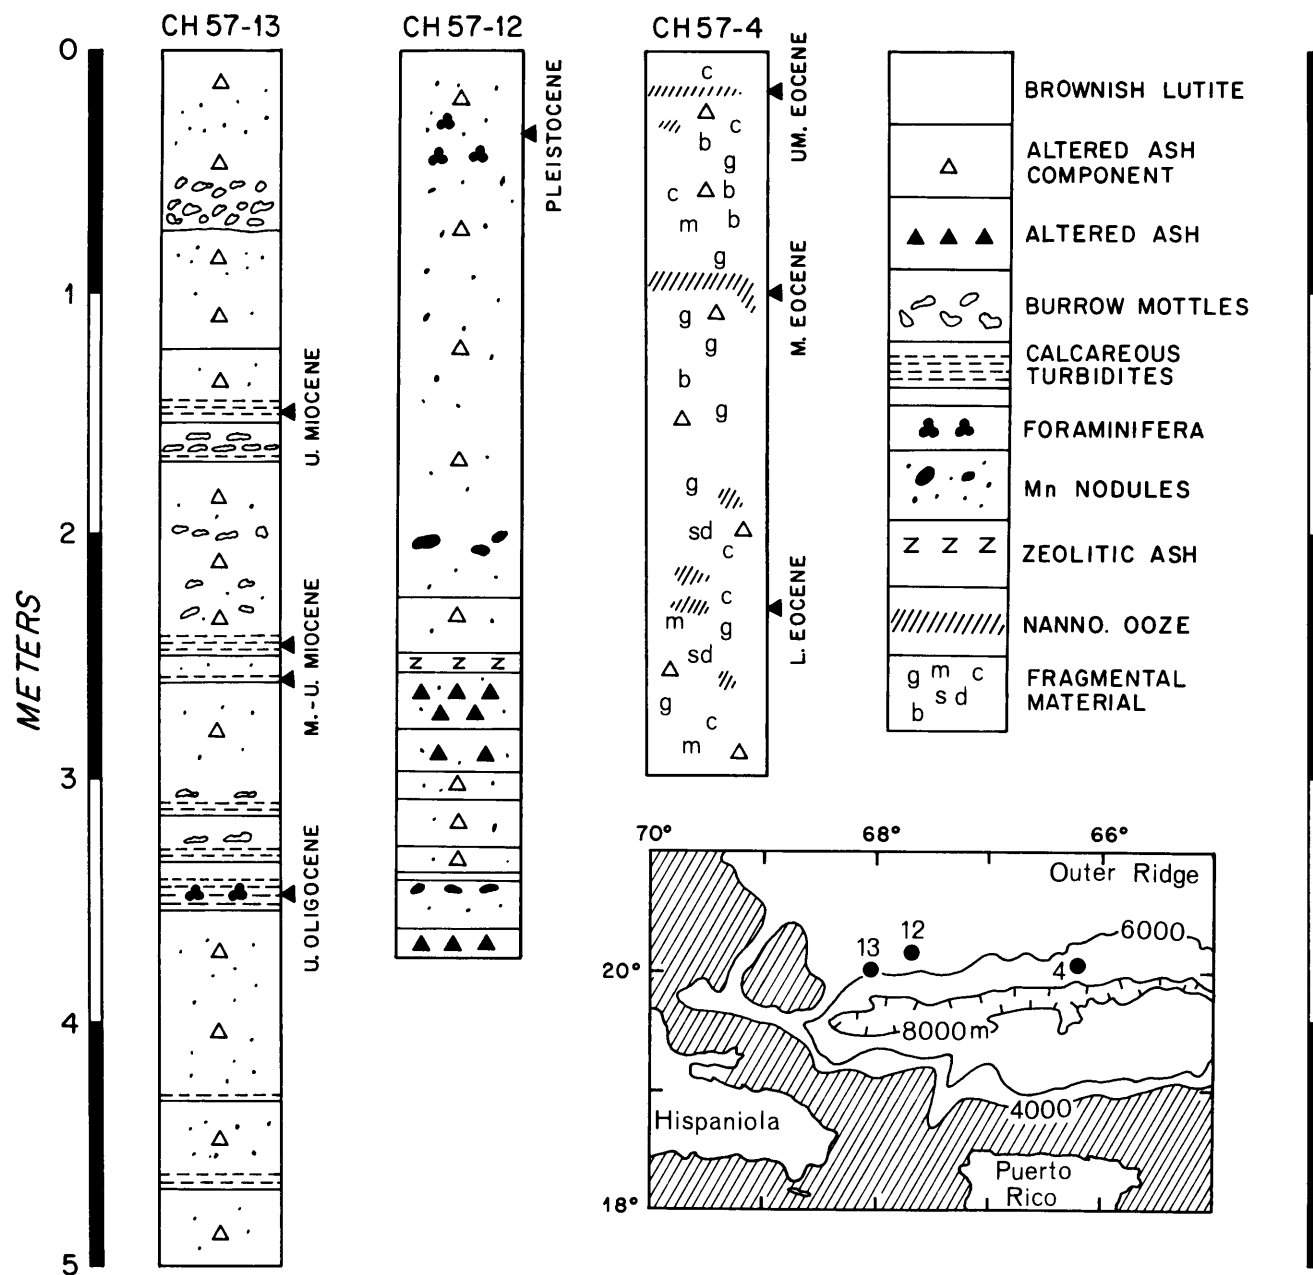 CH 57-13
CH 57-12
CH 57-4
0
1
2
3
4
5
METERS
U. MIOCENE
M.-U. MIOCENE
U. OLIGOCENE
PLEISTOCENE
z z z
UM. EOCENE
M. EOCENE
L. EOCENE
c
c
b
g
c b
m b
g
g
g
b
g
g
sd
c
c
m g
sd
g
c
m
BROWNISH LUTITE
ALTERED ASH
COMPONENT
ALTERED ASH
BURROW MOTTLES
CALCAREOUS
TURBIDITES
FORAMINIFERA
Mn NODULES
z z z
ZEOLITIC ASH
NANNO. OOZE
g m c
s d
b
FRAGMENTAL
MATERIAL
70° 68° 66°
Outer Ridge
12
6000
13
20°
4
8000m
4000
Hispaniola
Puerto
Rico
18°